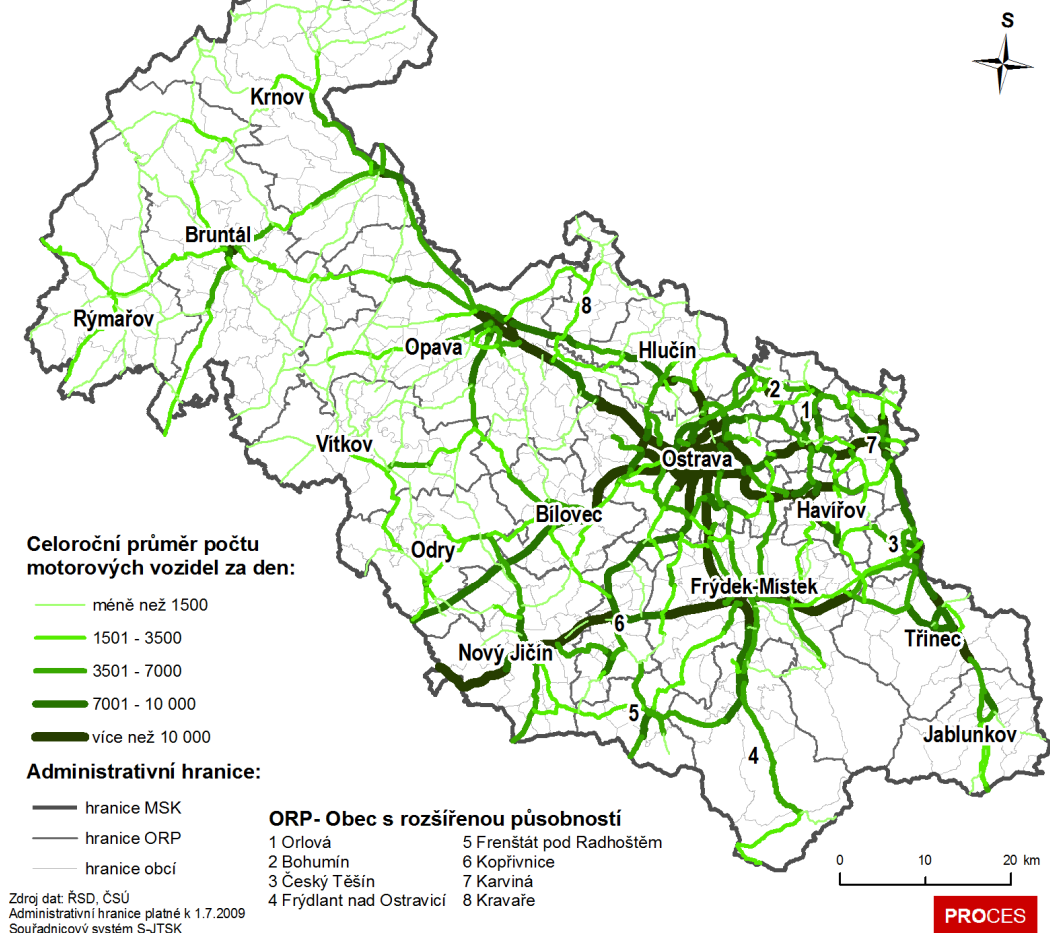 S
Krnov
Bruntál
Rýmařov
8
Opava
Hlučín
2
1
Vítkov
7
Ostrava
Havířov
Bílovec
Odry
3
Frýdek-Místek
6
Třinec
Nový Jičín
5
Jablunkov
4
Celoroční průměr počtu
motorových vozidel za den:
méně než 1500
1501 - 3500
3501 - 7000
7001 - 10 000
více než 10 000
Administrativní hranice:
hranice MSK
hranice ORP
hranice obcí
ORP- Obec s rozšířenou působností
1 Orlová
2 Bohumín
3 Český Těšín
4 Frýdlant nad Ostravicí
5 Frenštát pod Radhoštěm
6 Kopřivnice
7 Karviná
8 Kravaře
0 10 20 km
Zdroj dat: ŘSD, ČSÚ
Administrativní hranice platné k 1.7.2009
Souřadnicový systém S-JTSK
PROCES